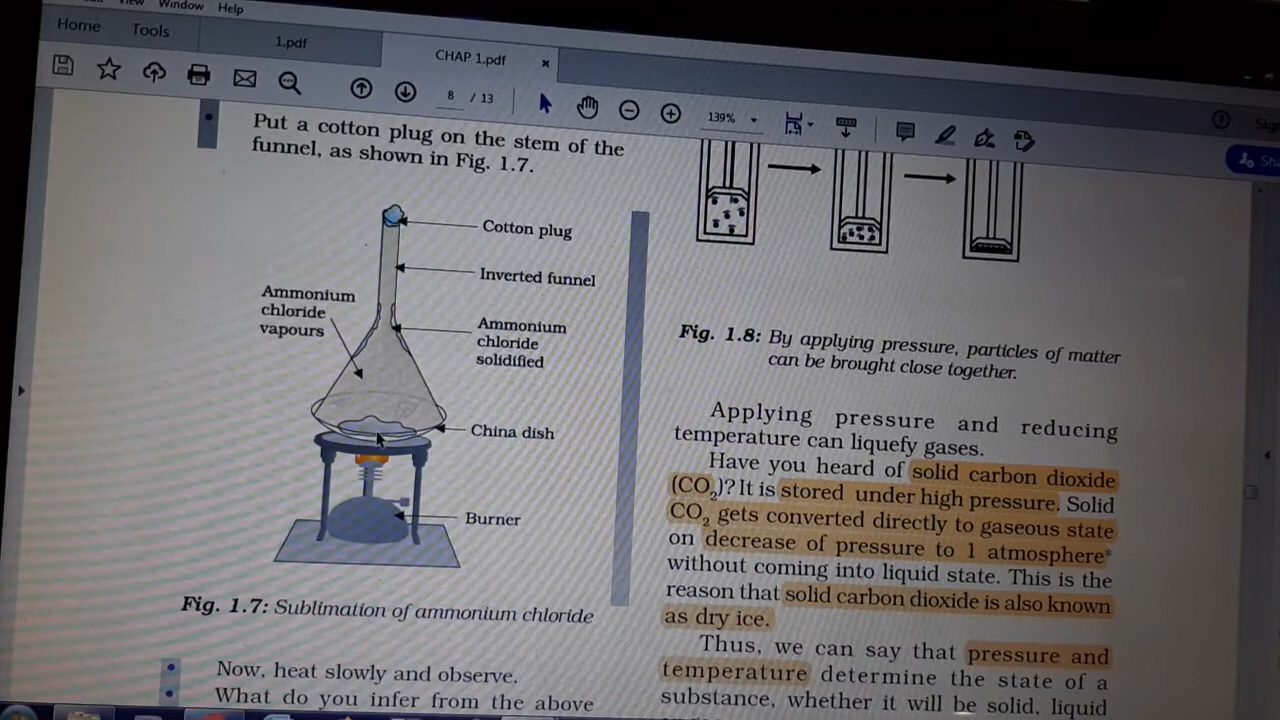 View Window Help
Home Tools
1.pdf
CHAP 1.pdf
×
8 / 13
139%
Put a cotton plug on the stem of the
funnel, as shown in Fig. 1.7.
Cotton plug
Inverted funnel
Ammonium
chloride
vapours
Ammonium
chloride
solidified
China dish
Burner
Fig. 1.7: Sublimation of ammonium chloride
Now, heat slowly and observe.
What do you infer from the above
Fig. 1.8: By applying pressure, particles of matter
can be brought close together.
Applying pressure and reducing
temperature can liquefy gases.
Have you heard of solid carbon dioxide
(CO₂)? It is stored under high pressure. Solid
CO₂ gets converted directly to gaseous state
on decrease of pressure to 1 atmosphere*
without coming into liquid state. This is the
reason that solid carbon dioxide is also known
as dry ice.
Thus, we can say that pressure and
temperature determine the state of a
substance, whether it will be solid, liquid